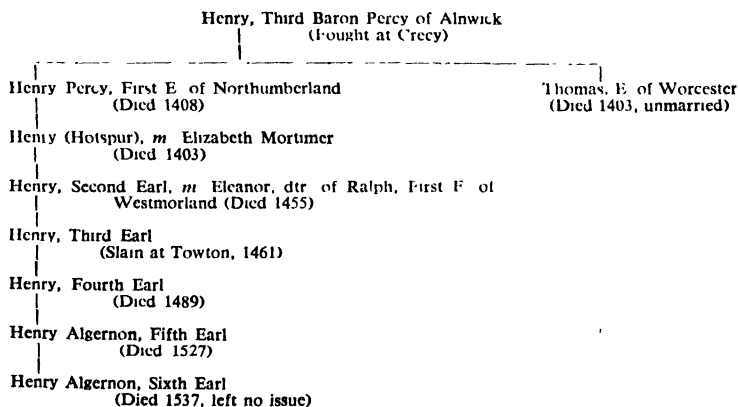 Henry, Third Baron Percy of Alnwick
(Fought at Crecy)
Henry Percy, First E of Northumberland
(Died 1408)
Thomas, E of Worcester
(Died 1403, unmarried)
Henry (Hotspur), m Elizabeth Mortimer
(Died 1403)
Henry, Second Earl, m Eleanor, dtr of Ralph, First E of
Westmorland (Died 1455)
Henry, Third Earl
(Slain at Towton, 1461)
Henry, Fourth Earl
(Died 1489)
Henry Algernon, Fifth Earl
(Died 1527)
Henry Algernon, Sixth Earl
(Died 1537, left no issue)